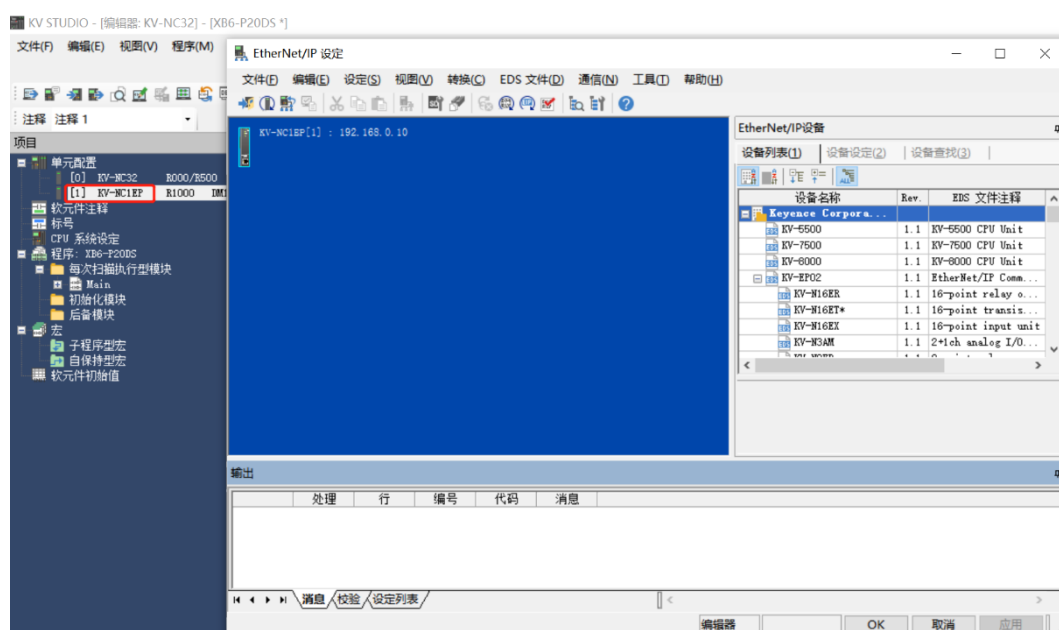 KV STUDIO - [编辑器: KV-NC32] - [XB6-P20DS *]
文件(F) 编辑(E) 视图(V) 程序(M)
注释 注释 1
项目
单元配置
[0] KV-NC32 R000/R500
[1] KV-NC1EP R1000 DM1
软元件注释
标号
CPU 系统设定
程序: XB6-P20DS
每次扫描执行型模块
Main
初始化模块
后备模块
宏
子程序型宏
自保持型宏
软元件初始值
EtherNet/IP 设定
文件(F) 编辑(E) 设定(S) 视图(V) 转换(C) EDS 文件(D) 通信(N) 工具(T) 帮助(H)
KV-NC1EP[1] : 192.168.0.10
EtherNet/IP设备
设备列表(1) 设备设定(2) 设备查找(3)
设备名称 Rev. EDS 文件注释
Keyence Corpora...
KV-5500 1.1 KV-5500 CPU Unit
KV-7500 1.1 KV-7500 CPU Unit
KV-8000 1.1 KV-8000 CPU Unit
KV-EP02 1.1 EtherNet/IP Comm...
KV-N16ER 1.1 16-point relay o...
KV-N16ET* 1.1 16-point transis...
KV-N16EX 1.1 16-point input unit
KV-N3AM 1.1 2+1ch analog I/O...
输出
处理 行 编号 代码 消息
消息 校验 设定列表
编辑器 OK 取消 应用